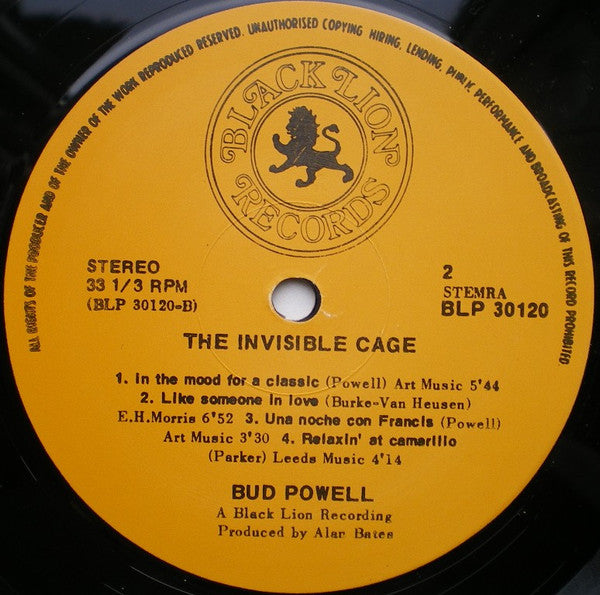 ALL RIGHTS OF THE PRODUCER AND OF THE OWNER OF THE WORK REPRODUCED RESERVED. UNAUTHORISED COPYING HIRING, LENDING, PUBLIC PERFORMANCE AND BROADCASTING OF THIS RECORD PROHIBITED.
BLACK LION
RECORDS
STEREO
33 1/3 RPM
(BLP 30120-B)
2
STEMRA
BLP 30120
THE INVISIBLE CAGE
1. in the mood for a classic (Powell) Art Music 5'44
2. Like someone in love (Burke-Van Heusen)
E.H.Morris 6'52 3. Una noche con Francis (Powell)
Art Music 3'30 4. Relaxin' at camarillo
(Parker) Leeds Music 4'14
BUD POWELL
A Black Lion Recording
Produced by Alan Bates